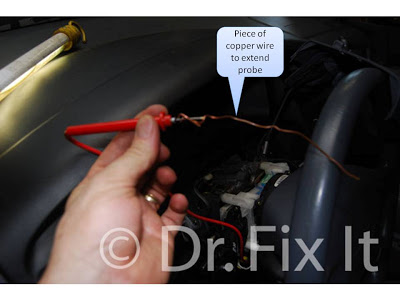 Piece of
copper wire
to extend
probe
© Dr.Fix It